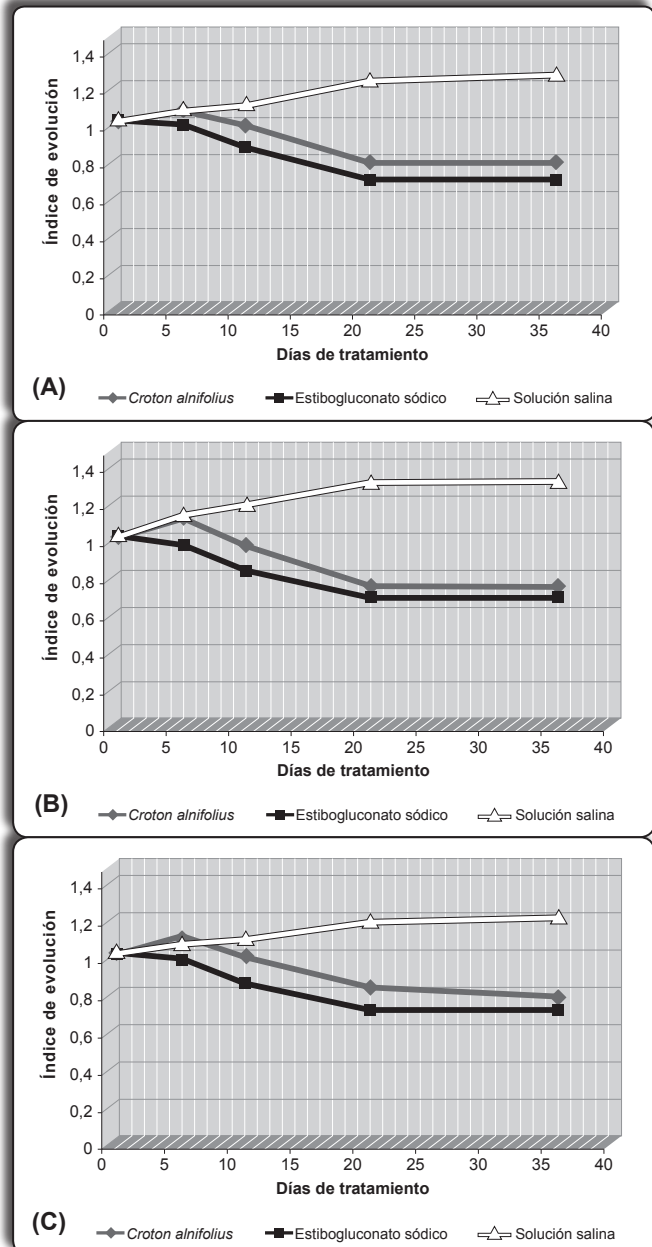 1,4
1,2
1
0,8
0,6
0,4
0,2
0
Índice de evolución
0 5 10 15 20 25 30 35 40
Días de tratamiento
(A)
Croton alnifolius Estibogluconato sódico Solución salina
1,4
1,2
1
0,8
0,6
0,4
0,2
0
Índice de evolución
0 5 10 15 20 25 30 35 40
Días de tratamiento
(B)
Croton alnifolius Estibogluconato sódico Solución salina
1,4
1,2
1
0,8
0,6
0,4
0,2
0
Índice de evolución
0 5 10 15 20 25 30 35 40
Días de tratamiento
(C)
Croton alnifolius Estibogluconato sódico Solución salina